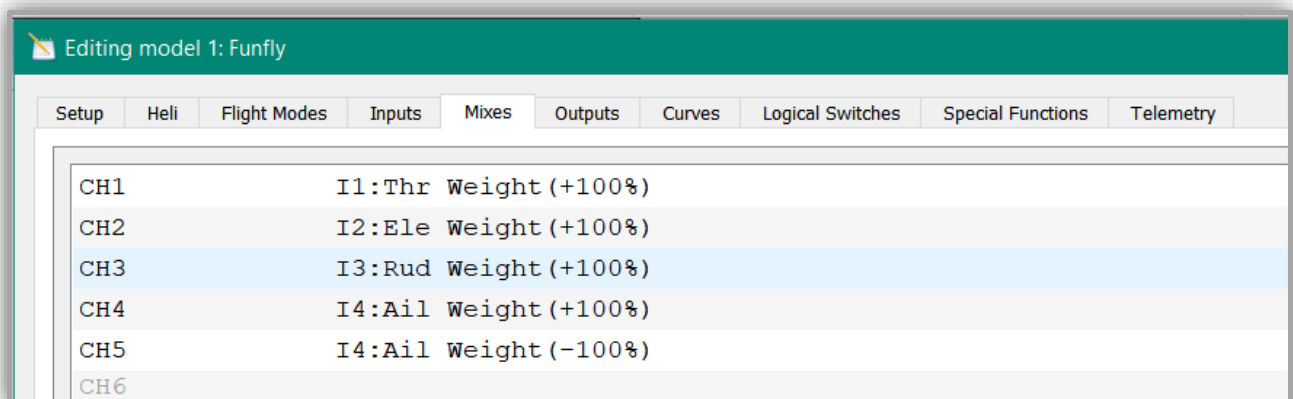 Editing model 1: Funfly
Setup Heli Flight Modes Inputs Mixes Outputs Curves Logical Switches Special Functions Telemetry
CH1 I1:Thr Weight(+100%)
CH2 I2:Ele Weight(+100%)
CH3 I3:Rud Weight(+100%)
CH4 I4:Ail Weight(+100%)
CH5 I4:Ail Weight(-100%)
CH6